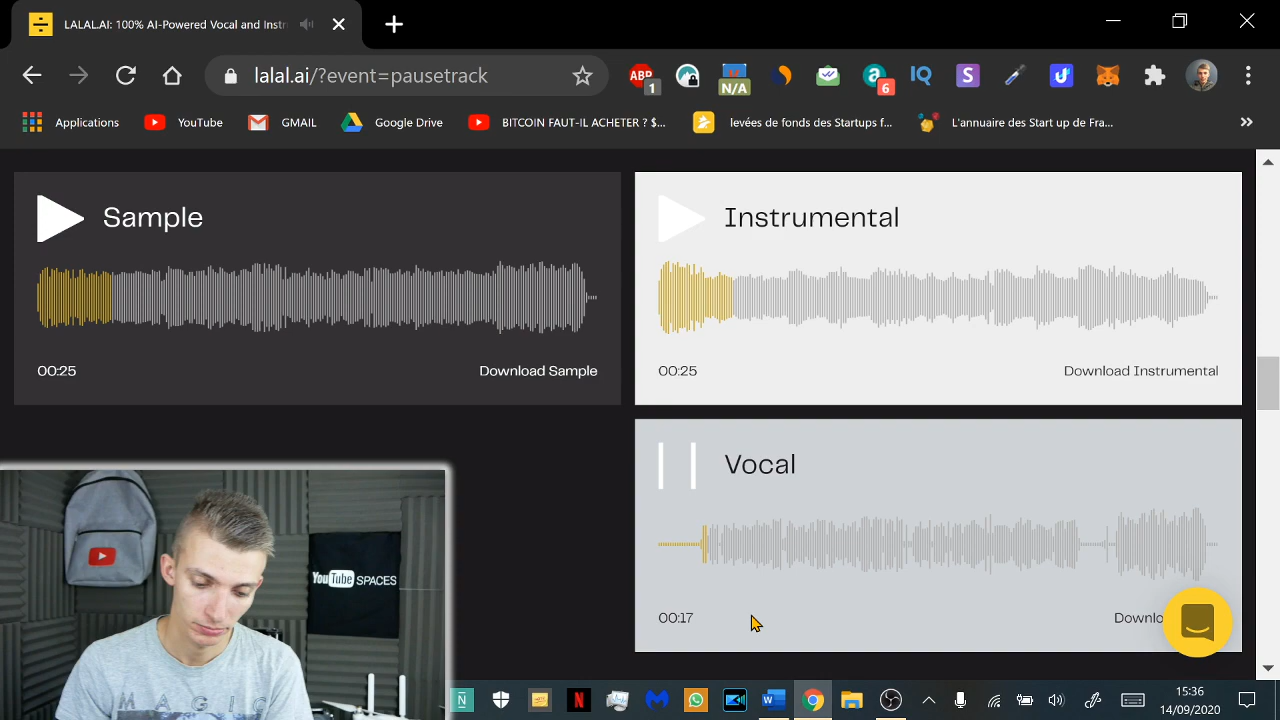 LALAL.AI: 100% AI-Powered Vocal and Instr
lalal.ai/?event=pausetrack
ABP
1
N/A
a
6
IQ
S
Applications
YouTube
GMAIL
Google Drive
BITCOIN FAUT-IL ACHETER ? $...
levées de fonds des Startups f...
L'annuaire des Start up de Fra...
Sample
00:25
Download Sample
Instrumental
00:25
Download Instrumental
Vocal
00:17
Downlo
YouTube SPACES
MAGIC
N
N
W
15:36
14/09/2020